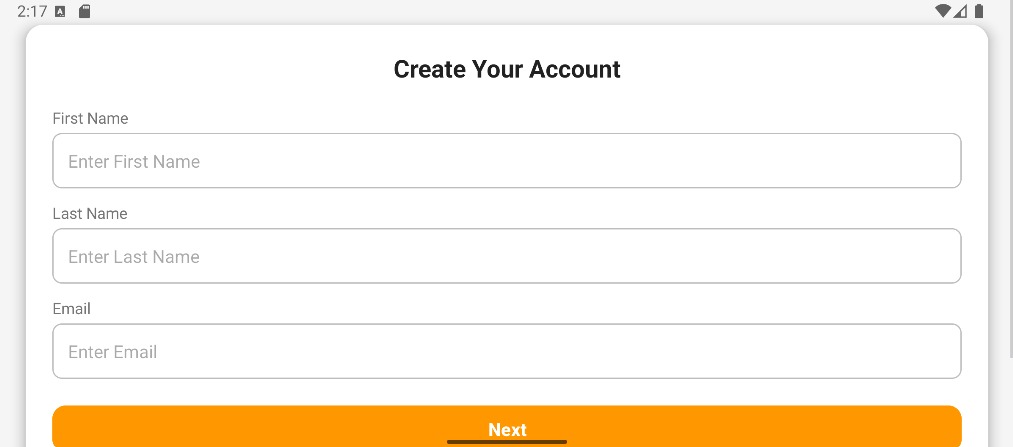 2:17
Create Your Account
First Name
Enter First Name
Last Name
Enter Last Name
Email
Enter Email
Next